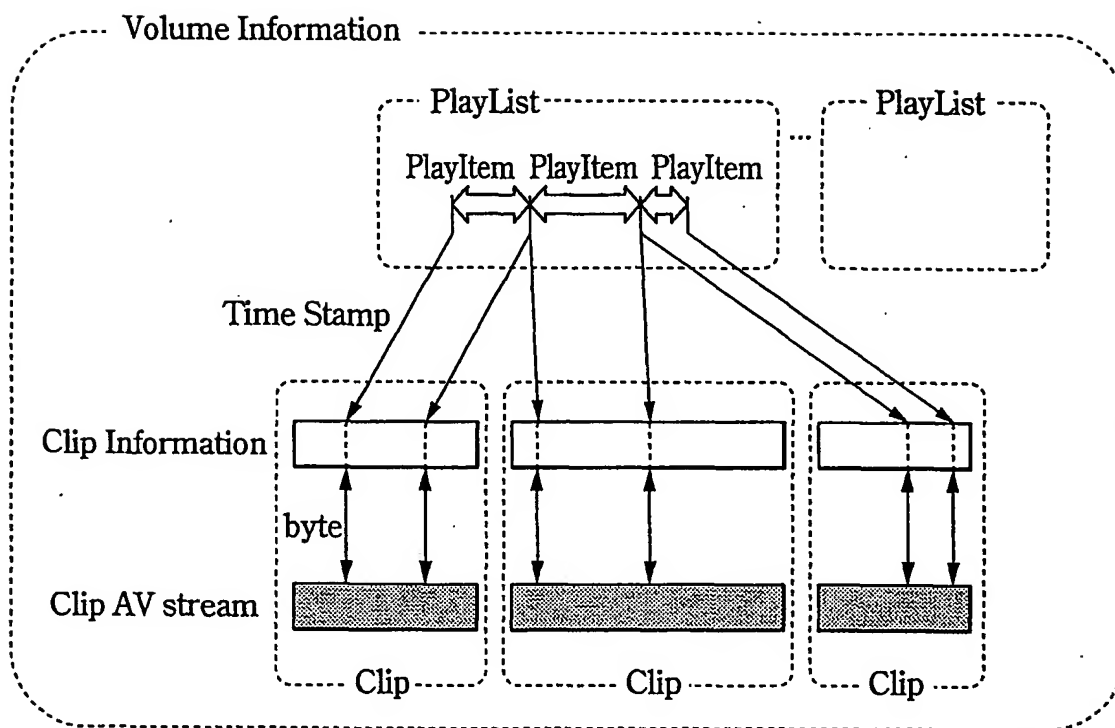 Volume Information
PlayList
PlayList
...
PlayItem PlayItem PlayItem
Time Stamp
Clip Information
byte
Clip AV stream
Clip
Clip
Clip